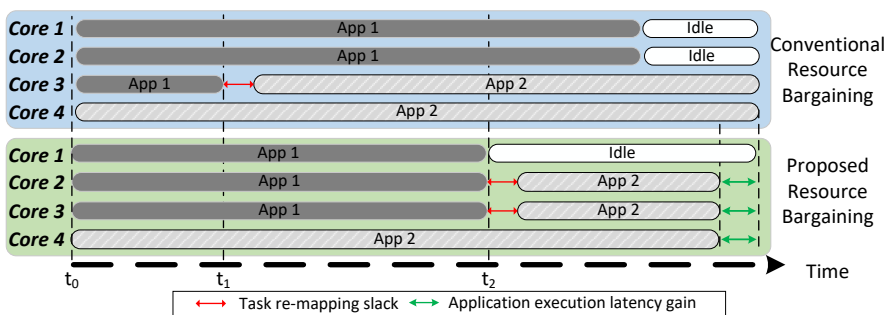 Core 1 App 1 Idle
Core 2 App 1 Idle
Core 3 App 1 App 2
Core 4 App 2
Conventional
Resource
Bargaining
Core 1 App 1 Idle
Core 2 App 1 App 2
Core 3 App 1 App 2
Core 4 App 2
Proposed
Resource
Bargaining
t0 t1 t2 Time
Task re-mapping slack Application execution latency gain